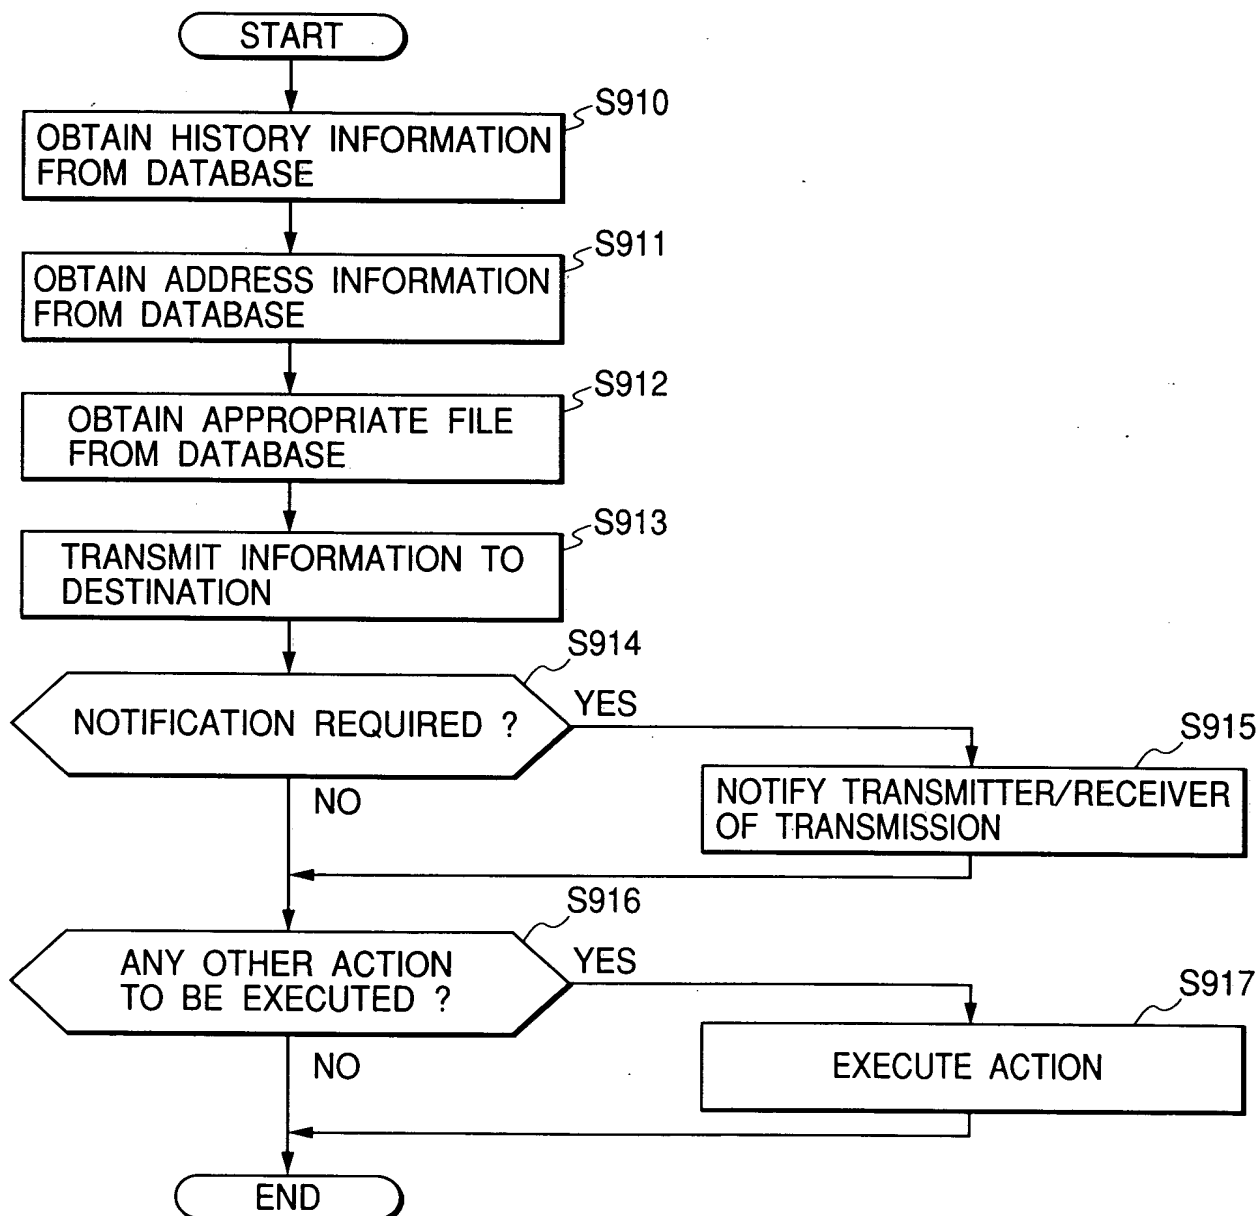 START
S910
OBTAIN HISTORY INFORMATION
FROM DATABASE
S911
OBTAIN ADDRESS INFORMATION
FROM DATABASE
S912
OBTAIN APPROPRIATE FILE
FROM DATABASE
S913
TRANSMIT INFORMATION TO
DESTINATION
S914
NOTIFICATION REQUIRED ?
YES
S915
NOTIFY TRANSMITTER/RECEIVER
OF TRANSMISSION
NO
S916
ANY OTHER ACTION
TO BE EXECUTED ?
YES
S917
EXECUTE ACTION
NO
END